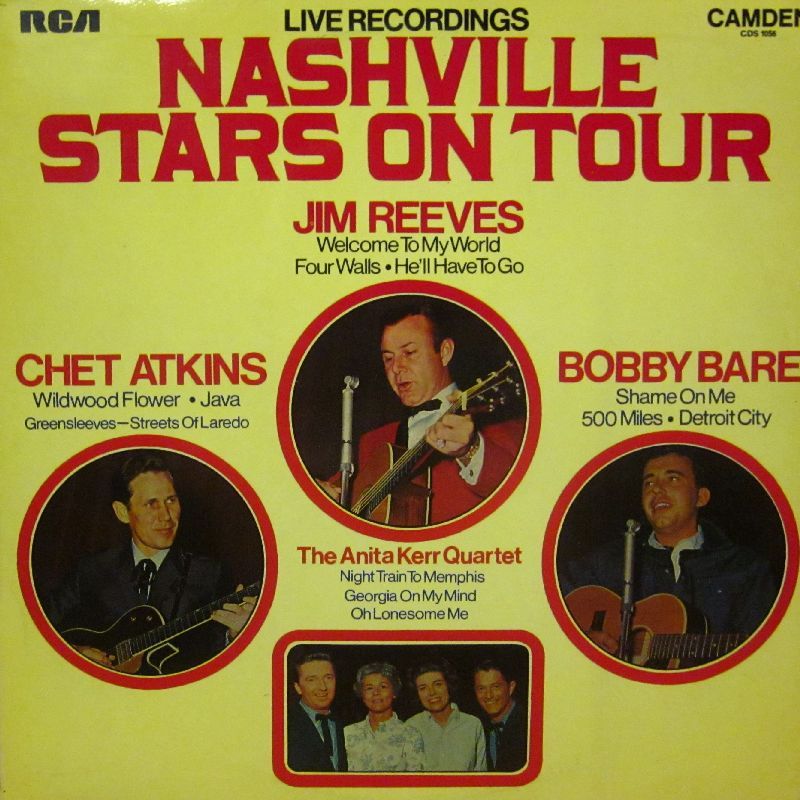 RCA
LIVE RECORDINGS
CAMDEN
CDS 1056
NASHVILLE
STARS ON TOUR
JIM REEVES
Welcome To My World
Four Walls • He'll Have To Go
CHET ATKINS
Wildwood Flower • Java
Greensleeves—Streets Of Laredo
BOBBY BARE
Shame On Me
500 Miles • Detroit City
The Anita Kerr Quartet
Night Train To Memphis
Georgia On My Mind
Oh Lonesome Me